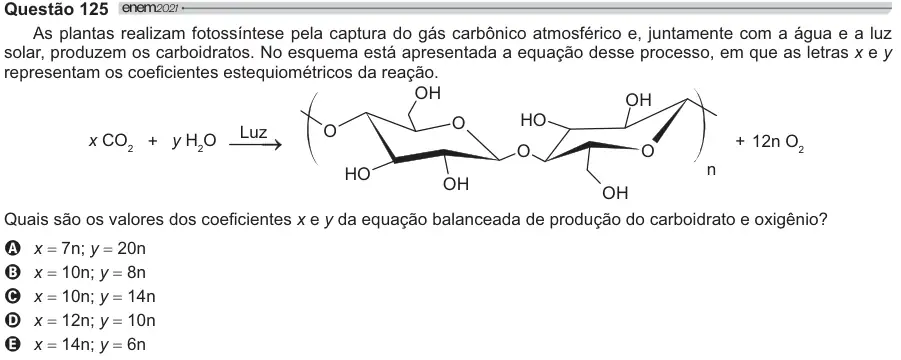 Questão 125 enem2021
As plantas realizam fotossíntese pela captura do gás carbônico atmosférico e, juntamente com a água e a luz
solar, produzem os carboidratos. No esquema está apresentada a equação desse processo, em que as letras x e y
representam os coeficientes estequiométricos da reação.
x CO2 + y H2O Luz
O
OH
O
HO
OH
O
HO
OH
O
OH
n
+ 12n O2
Quais são os valores dos coeficientes x e y da equação balanceada de produção do carboidrato e oxigênio?
A x = 7n; y = 20n
B x = 10n; y = 8n
C x = 10n; y = 14n
D x = 12n; y = 10n
E x = 14n; y = 6n